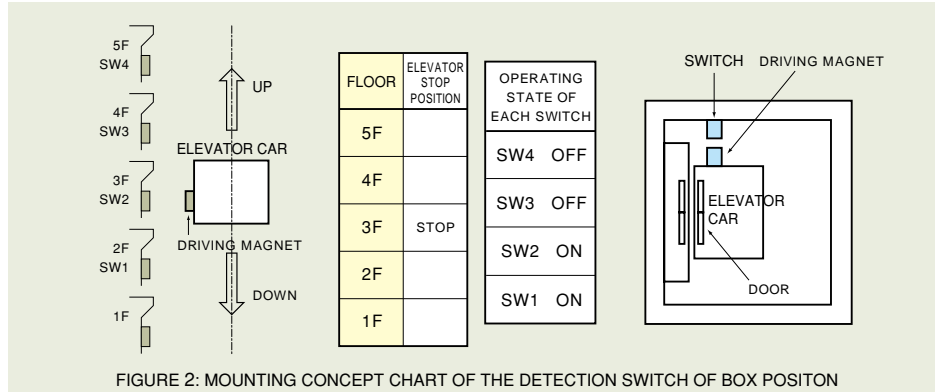 5F
SW4
4F
SW3
3F
SW2
2F
SW1
1F
UP
ELEVATOR CAR
DRIVING MAGNET
DOWN
FLOOR
ELEVATOR
STOP
POSITION
5F
4F
3F STOP
2F
1F
OPERATING
STATE OF
EACH SWITCH
SW4 OFF
SW3 OFF
SW2 ON
SW1 ON
SWITCH
DRIVING MAGNET
ELEVATOR
CAR
DOOR
FIGURE 2: MOUNTING CONCEPT CHART OF THE DETECTION SWITCH OF BOX POSITON